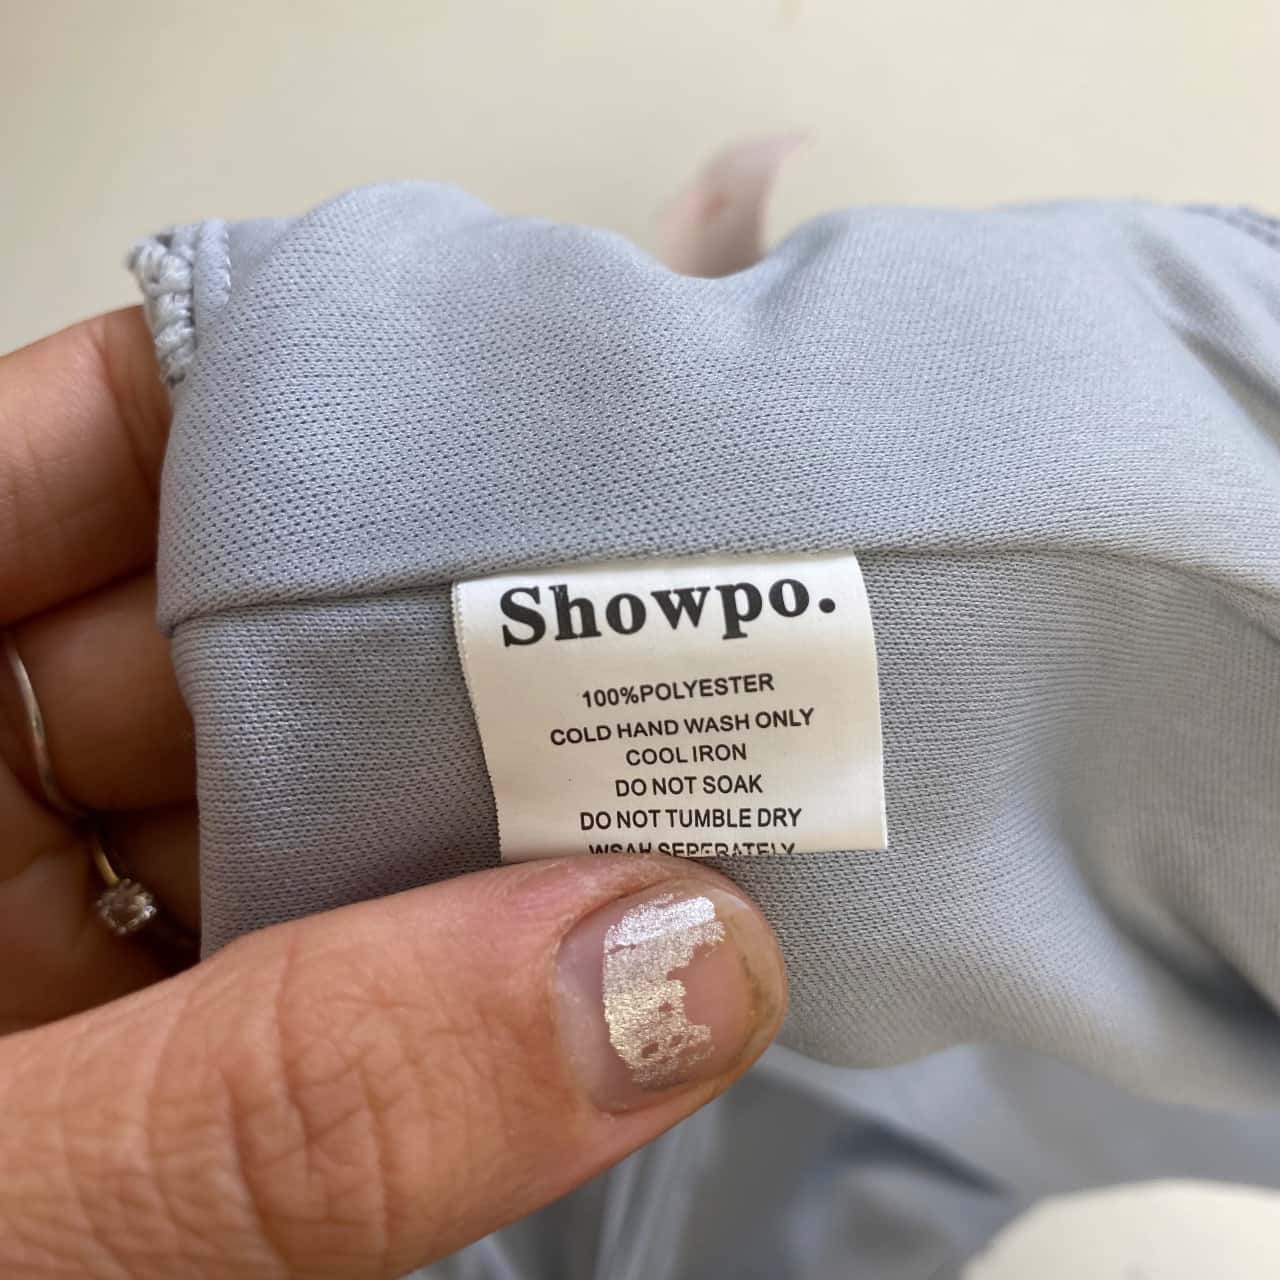 Showpo.
100%POLYESTER
COLD HAND WASH ONLY
COOL IRON
DO NOT SOAK
DO NOT TUMBLE DRY
WSAH SEPERATELY